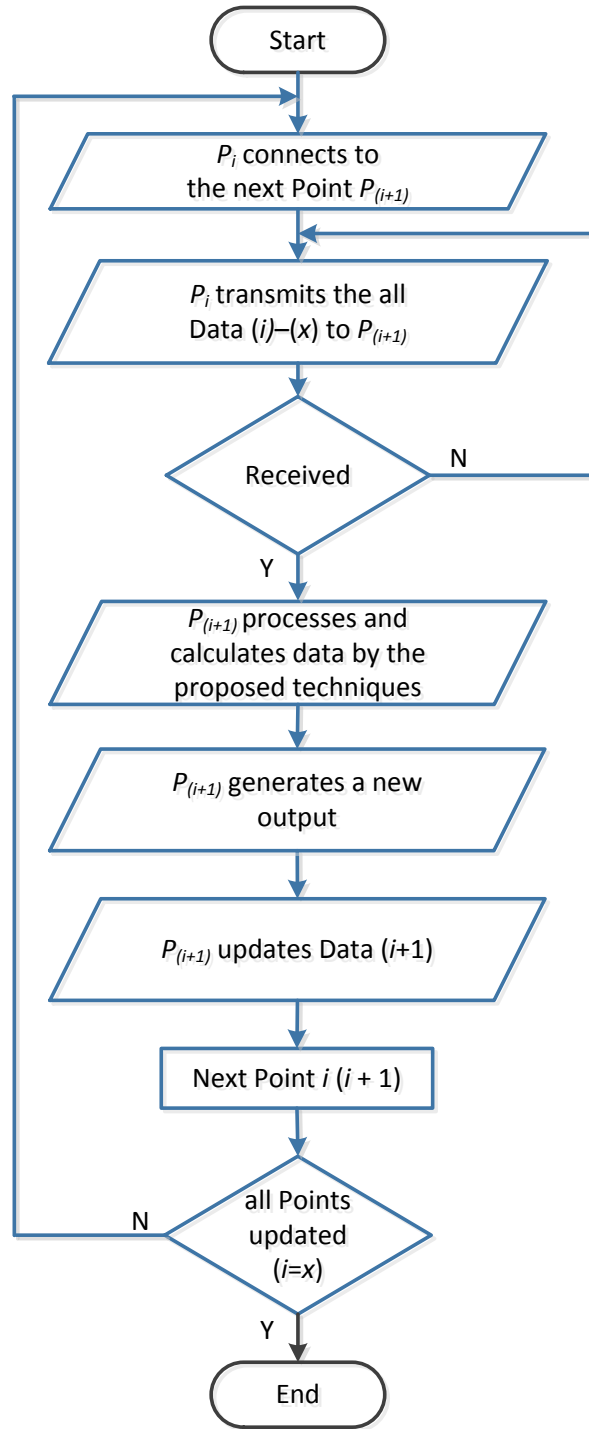 Start
P(i) connects to
the next Point P(i+1)
Pi transmits the all
Data (i)–(x) to P(i+1)
Received
N
Y
P(i+1) processes and
calculates data by the
proposed techniques
P(i+1) generates a new
output
P(i+1) updates Data (i+1)
Next Point i (i + 1)
all Points
updated
(i=x)
N
Y
End